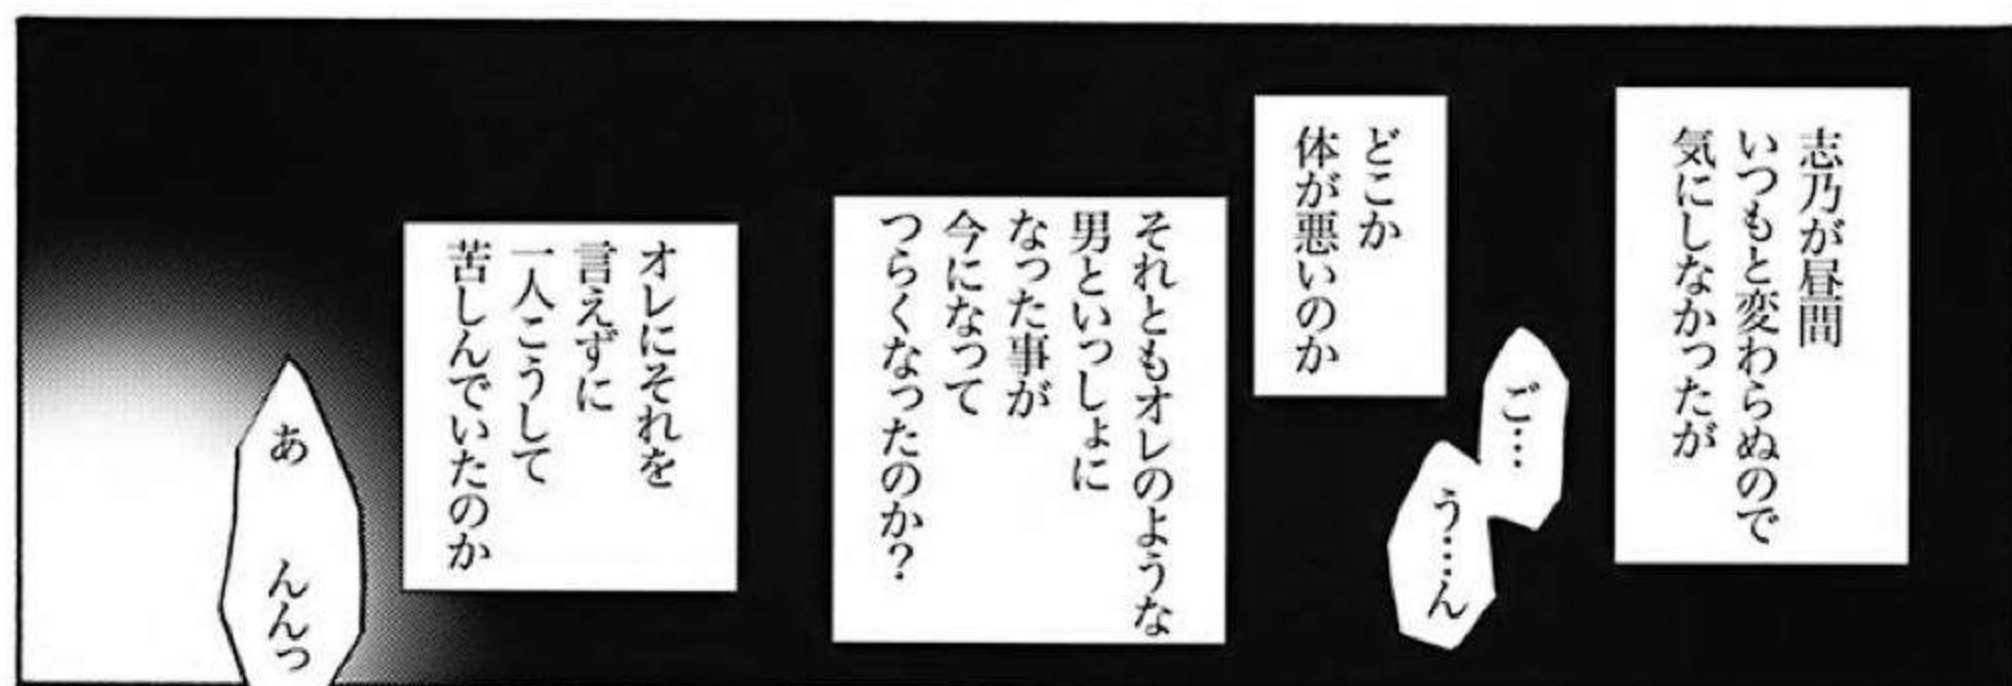 志乃が昼間
いつもと変わらぬので
気にしなかったが
ご…
う…ん
どこか
体が悪いのか
それともオレのような
男といっしょに
なった事が
今になって
つらくなったのか？
オレにそれを
言えずに
一人こうして
苦しんでいたのか
あ
んんっ